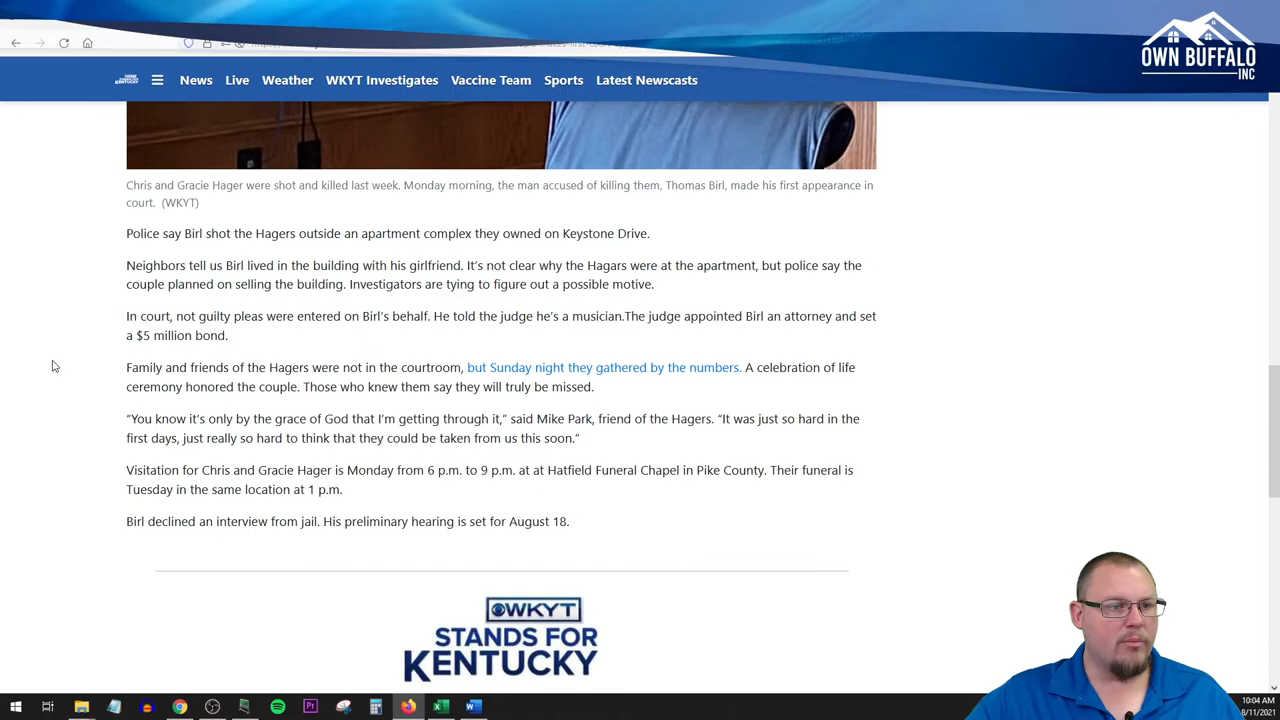 OWN BUFFALO
INC
News Live Weather WKYT Investigates Vaccine Team Sports Latest Newscasts
Chris and Gracie Hager were shot and killed last week. Monday morning, the man accused of killing them, Thomas Birl, made his first appearance in
court. (WKYT)
Police say Birl shot the Hagers outside an apartment complex they owned on Keystone Drive.
Neighbors tell us Birl lived in the building with his girlfriend. It's not clear why the Hagars were at the apartment, but police say the
couple planned on selling the building. Investigators are tying to figure out a possible motive.
In court, not guilty pleas were entered on Birl's behalf. He told the judge he's a musician.The judge appointed Birl an attorney and set
a $5 million bond.
Family and friends of the Hagers were not in the courtroom, but Sunday night they gathered by the numbers. A celebration of life
ceremony honored the couple. Those who knew them say they will truly be missed.
“You know it's only by the grace of God that I'm getting through it,” said Mike Park, friend of the Hagers. “It was just so hard in the
first days, just really so hard to think that they could be taken from us this soon.”
Visitation for Chris and Gracie Hager is Monday from 6 p.m. to 9 p.m. at at Hatfield Funeral Chapel in Pike County. Their funeral is
Tuesday in the same location at 1 p.m.
Birl declined an interview from jail. His preliminary hearing is set for August 18.
WKYT
STANDS FOR
KENTUCKY
10:04 AM
8/11/2021